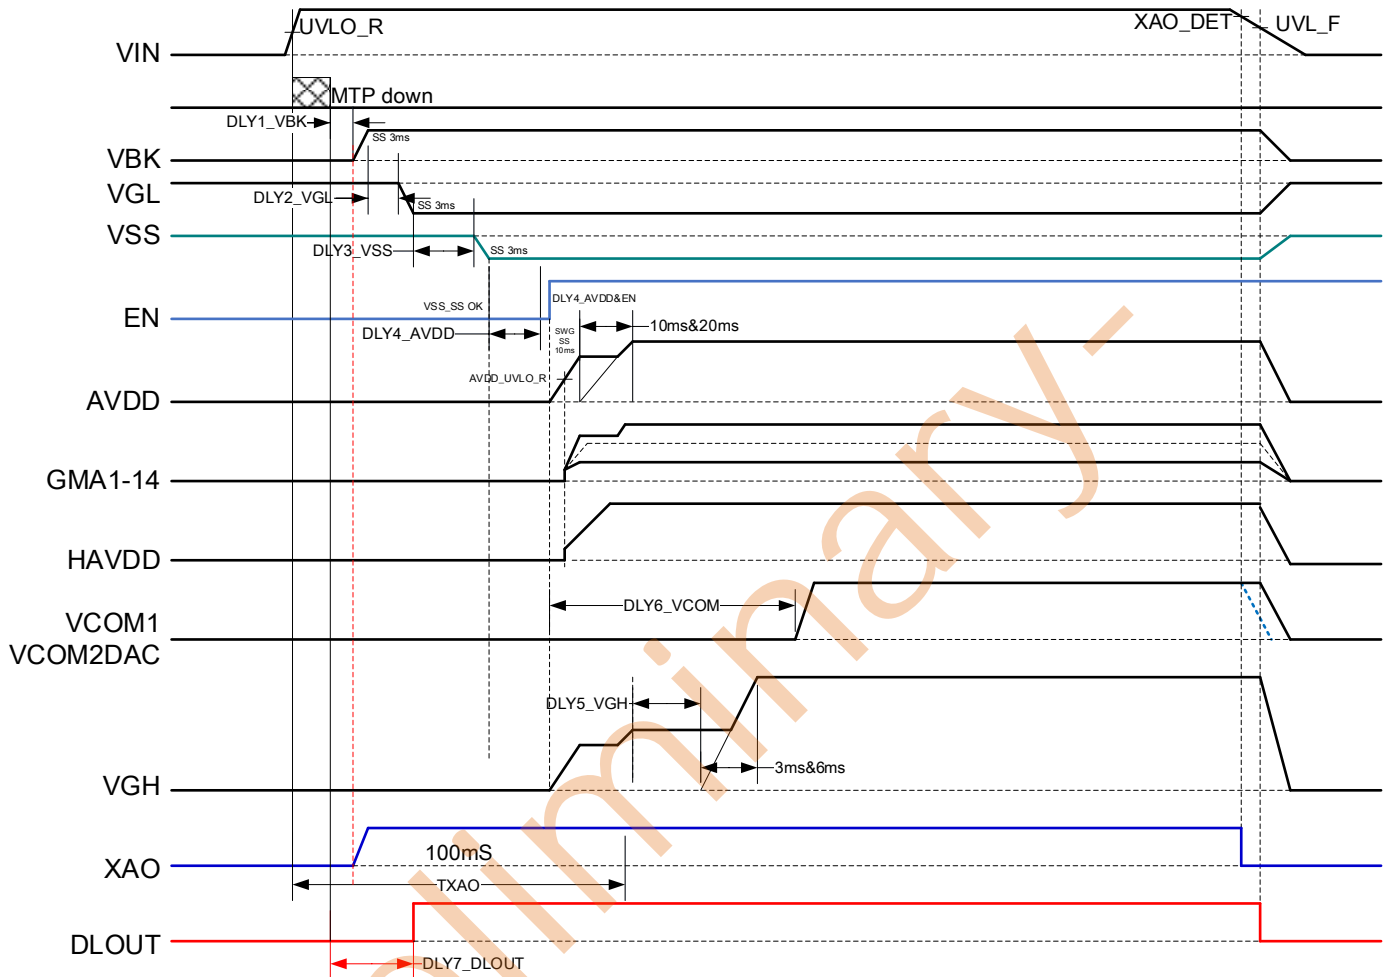 UVLO_R
XAO_DET
UVL_F
VIN
MTP down
DLY1_VBK
SS 3ms
VBK
VGL
DLY2_VGL
SS 3ms
VSS
DLY3_VSS
SS 3ms
EN
VSS_SS OK
DLY4_AVDD&EN
DLY4_AVDD
SWG
SS
10ms
10ms&20ms
AVDD_UVLO_R
AVDD
GMA1-14
HAVDD
DLY6_VCOM
VCOM1
VCOM2DAC
DLY5_VGH
3ms&6ms
VGH
100mS
XAO
TXAO
DLOUT
DLY7_DLOUT
eliminary-